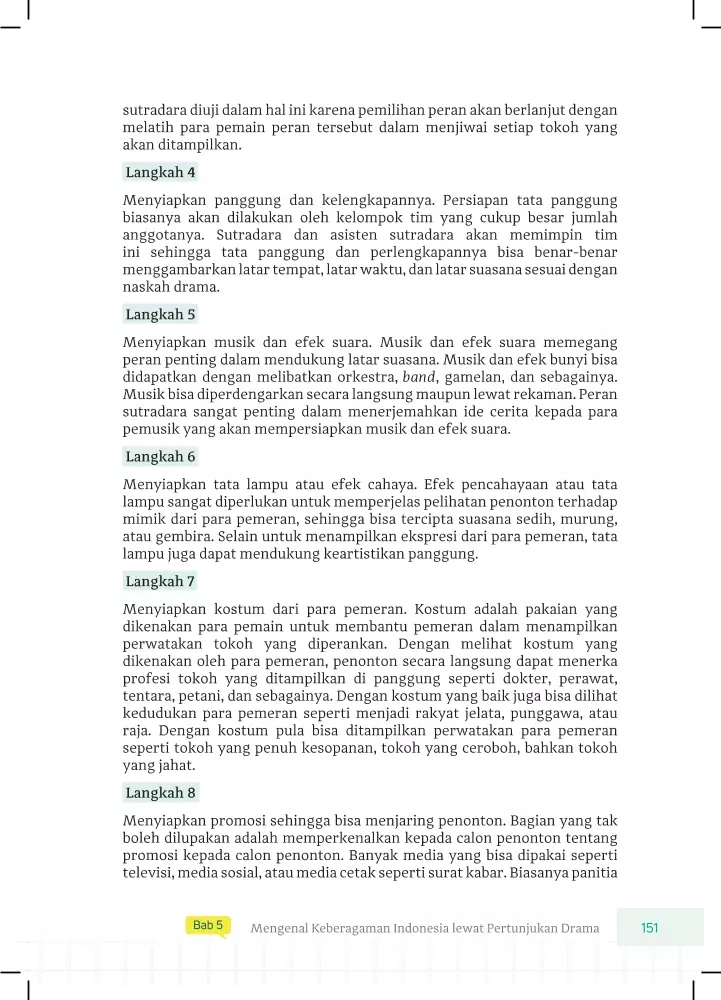 sutradara diuji dalam hal ini karena pemilihan peran akan berlanjut dengan
melatih para pemain peran tersebut dalam menjiwai setiap tokoh yang
akan ditampilkan.
Langkah 4
Menyiapkan panggung dan kelengkapannya. Persiapan tata panggung
biasanya akan dilakukan oleh kelompok tim yang cukup besar jumlah
anggotanya. Sutradara dan asisten sutradara akan memimpin tim
ini sehingga tata panggung dan perlengkapannya bisa benar-benar
menggambarkan latar tempat, latar waktu, dan latar suasana sesuai dengan
naskah drama.
Langkah 5
Menyiapkan musik dan efek suara. Musik dan efek suara memegang
peran penting dalam mendukung latar suasana. Musik dan efek bunyi bisa
didapatkan dengan melibatkan orkestra, band, gamelan, dan sebagainya.
Musik bisa diperdengarkan secara langsung maupun lewat rekaman. Peran
sutradara sangat penting dalam menerjemahkan ide cerita kepada para
pemusik yang akan mempersiapkan musik dan efek suara.
Langkah 6
Menyiapkan tata lampu atau efek cahaya. Efek pencahayaan atau tata
lampu sangat diperlukan untuk memperjelas pelihatan penonton terhadap
mimik dari para pemeran, sehingga bisa tercipta suasana sedih, murung,
atau gembira. Selain untuk menampilkan ekspresi dari para pemeran, tata
lampu juga dapat mendukung keartistikan panggung.
Langkah 7
Menyiapkan kostum dari para pemeran. Kostum adalah pakaian yang
dikenakan para pemain untuk membantu pemeran dalam menampilkan
perwatakan tokoh yang diperankan. Dengan melihat kostum yang
dikenakan oleh para pemeran, penonton secara langsung dapat menerka
profesi tokoh yang ditampilkan di panggung seperti dokter, perawat,
tentara, petani, dan sebagainya. Dengan kostum yang baik juga bisa dilihat
kedudukan para pemeran seperti menjadi rakyat jelata, punggawa, atau
raja. Dengan kostum pula bisa ditampilkan perwatakan para pemeran
seperti tokoh yang penuh kesopanan, tokoh yang ceroboh, bahkan tokoh
yang jahat.
Langkah 8
Menyiapkan promosi sehingga bisa menjaring penonton. Bagian yang tak
boleh dilupakan adalah memperkenalkan kepada calon penonton tentang
promosi kepada calon penonton. Banyak media yang bisa dipakai seperti
televisi, media sosial, atau media cetak seperti surat kabar. Biasanya panitia
Bab 5 Mengenal Keberagaman Indonesia lewat Pertunjukan Drama 151